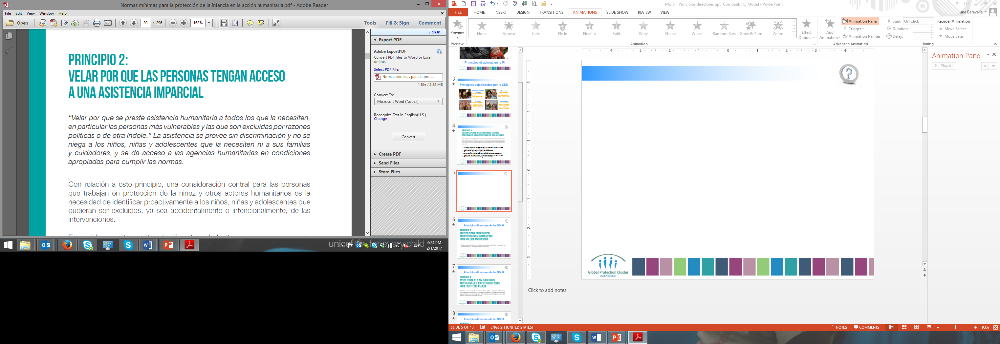 Normas mínimas para la protección de la infancia en la acción humanitaria.pdf - Adobe Reader
File Edit View Window Help
Open
30 / 296
162%
Tools
Fill & Sign
Comment
PRINCIPIO 2:
VELAR POR QUE LAS PERSONAS TENGAN ACCESO
A UNA ASISTENCIA IMPARCIAL
“Velar por que se preste asistencia humanitaria a todos los que la necesiten,
en particular las personas más vulnerables y las que son excluidas por razones
políticas o de otra índole.” La asistencia se provee sin discriminación y no se
niega a los niños, niñas y adolescentes que la necesiten ni a sus familias
y cuidadores, y se da acceso a las agencias humanitarias en condiciones
apropiadas para cumplir las normas.
Con relación a este principio, una consideración central para las personas
que trabajan en protección de la niñez y otros actores humanitarios es la
necesidad de identificar proactivamente a los niños, niñas y adolescentes que
pudieran ser excluidos, ya sea accidentalmente o intencionalmente, de las
intervenciones.
Sign In
Export PDF
Adobe ExportPDF
Convert PDF files to Word or Excel
online.
Select PDF File:
Normas mínimas para la prot...
1 file / 2.82 MB
Convert To:
Microsoft Word (*.docx)
Recognize Text in English(U.S.)
Change
Convert
Create PDF
Send Files
Store Files
unicef for every child
ESP
6:24 PM
2/1/2017
M2. S1. Principios directores.ppt [Compatibility Mode] - PowerPoint
FILE HOME INSERT DESIGN TRANSITIONS ANIMATIONS SLIDE SHOW REVIEW VIEW
Iune Baravalle
Preview
Preview
None Appear Fade Fly In Float In Split Wipe Shape Wheel Random Bars Grow & Turn Zoom
Animation
Effect
Options
Add
Animation
Animation Pane
Trigger
Animation Painter
Advanced Animation
Start: On Click
Duration:
Delay:
Reorder Animation
Move Earlier
Move Later
Timing
Principios directores en la PI
3
Principios establecidos por la CDN
4
PRINCIPIO 1:
EVITAR EXPONER A LAS PERSONAS A DAÑOS
ADICIONALES COMO RESULTADO DE SUS ACCIONES
5
6
Principios directores de las NMPI
PRINCIPLE 3:
PROTECT PEOPLE FROM PHYSICAL
AND PSYCHOLOGICAL HARM ARISING
FROM VIOLENCE AND COERCION
7
Principios directores de las NMPI
PRINCIPLE 4:
ASSIST PEOPLE TO CLAIM THEIR RIGHTS,
ACCESS AVAILABLE REMEDIES AND RECOVER
FROM THE EFFECTS OF ABUSE
8
Principios directores de las NMPI
4 3 2 1 0 1 2 3 4
3
2
1
0
1
2
3
Global Protection Cluster
Child Protection
Click to add notes
Animation Pane
Play All
SLIDE 5 OF 13
ENGLISH (UNITED STATES)
NOTES
COMMENTS
93%